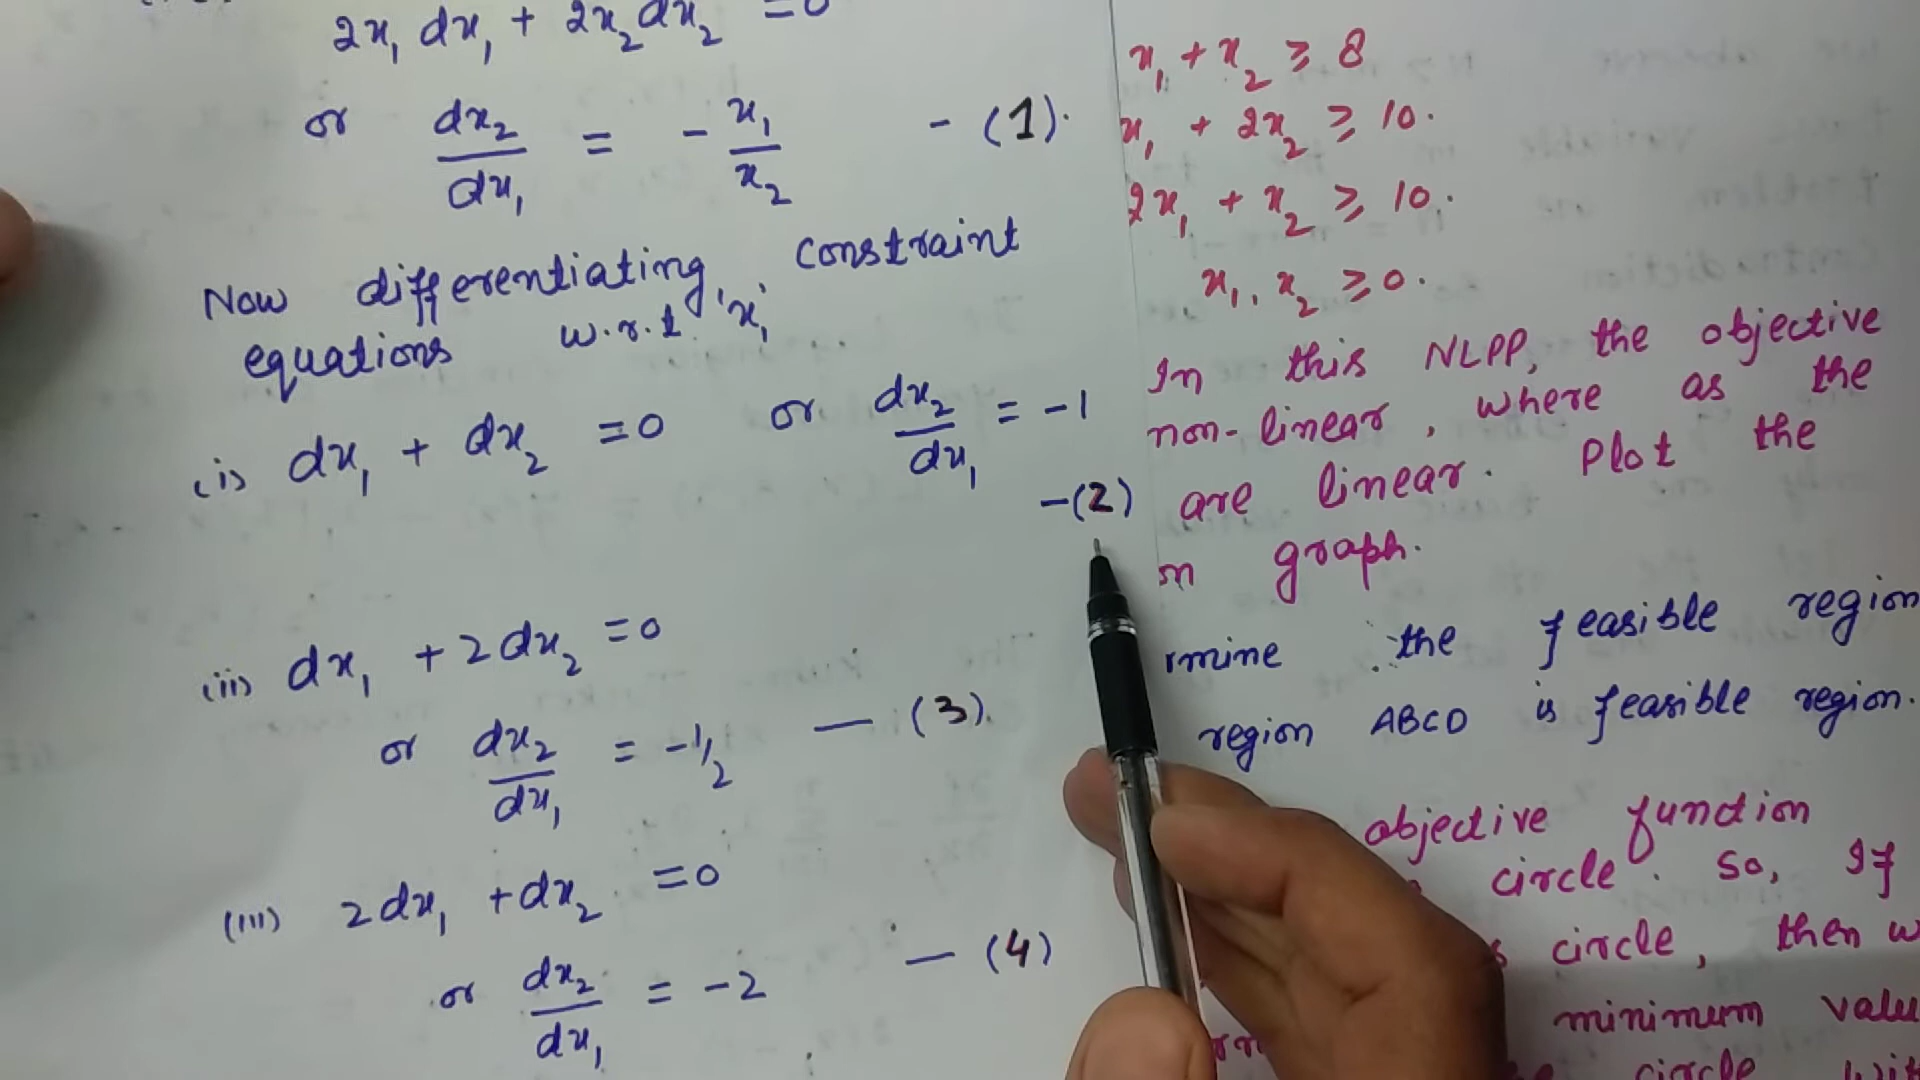 2x₁ dx₁ + 2x₂ dx₂ = 0
or dx₂/dx₁ = - x₁/x₂ - (1).
Now differentiating constraint
equations w.r.t 'x₁'
(i) dx₁ + dx₂ = 0 or dx₂/dx₁ = -1
-(2)
(ii) dx₁ + 2dx₂ = 0
or dx₂/dx₁ = -1/2 — (3).
(iii) 2dx₁ + dx₂ = 0
or dx₂/dx₁ = -2 — (4)
x₁ + x₂ ≥ 8
x₁ + 2x₂ ≥ 10.
2x₁ + x₂ ≥ 10.
x₁, x₂ ≥ 0.
In this NLPP, the objective
non-linear, where as the
are linear. Plot the
graph.
the feasible region
region ABCD is feasible region.
objective function
circle. So, If
circle, then
minimum
circle